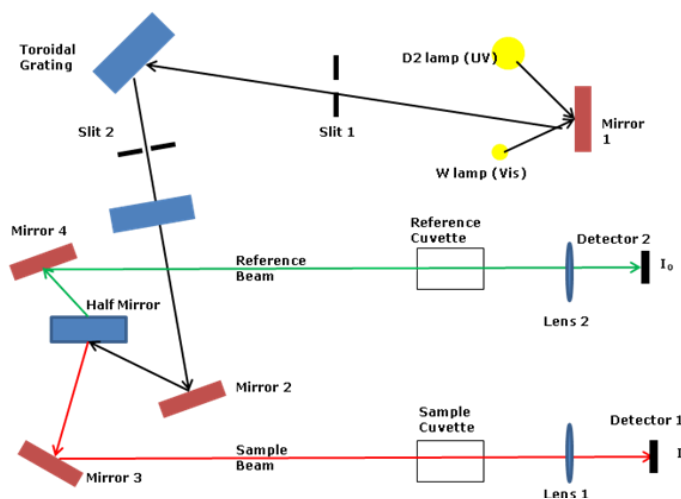 Toroidal
Grating
D2 lamp (UV)
Slit 2
Slit 1
Mirror
1
W lamp (Vis)
Mirror 4
Reference
Cuvette
Detector 2
Reference
Beam
I₀
Half Mirror
Lens 2
Mirror 2
Sample
Cuvette
Detector 1
Sample
Beam
I
Mirror 3
Lens 1